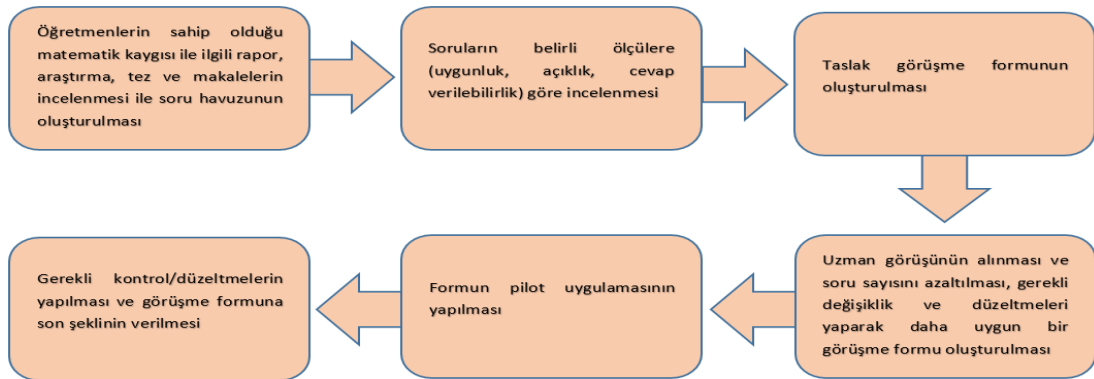 Öğretmenlerin sahip olduğu
matematik kaygısı ile ilgili rapor,
araştırma, tez ve makalelerin
incelenmesi ile soru havuzunun
oluşturulması
Soruların belirli ölçülere
(uygunluk, açıklık, cevap
verilebilirlik) göre incelenmesi
Taslak görüşme formunun
oluşturulması
Uzman görüşünün alınması ve
soru sayısını azaltılması, gerekli
değişiklik ve düzeltmeleri
yaparak daha uygun bir
görüşme formu oluşturulması
Formun pilot uygulamasının
yapılması
Gerekli kontrol/düzeltmelerin
yapılması ve görüşme formuna
son şeklinin verilmesi